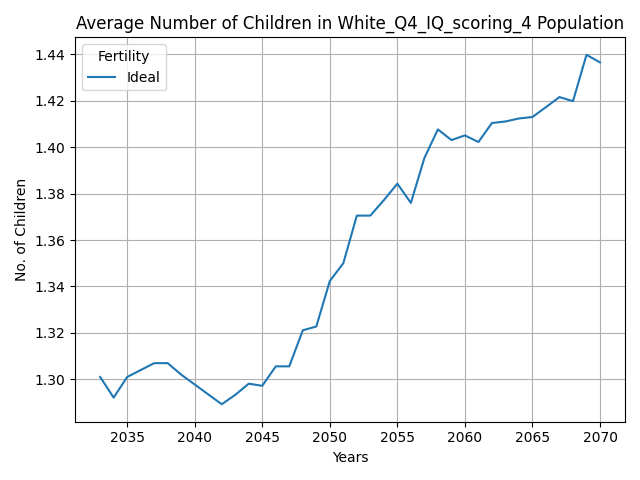 Average Number of Children in White_Q4_IQ_scoring_4 Population
Fertility
Ideal
1.44
1.42
1.40
1.38
1.36
1.34
1.32
1.30
No. of Children
2035 2040 2045 2050 2055 2060 2065 2070
Years